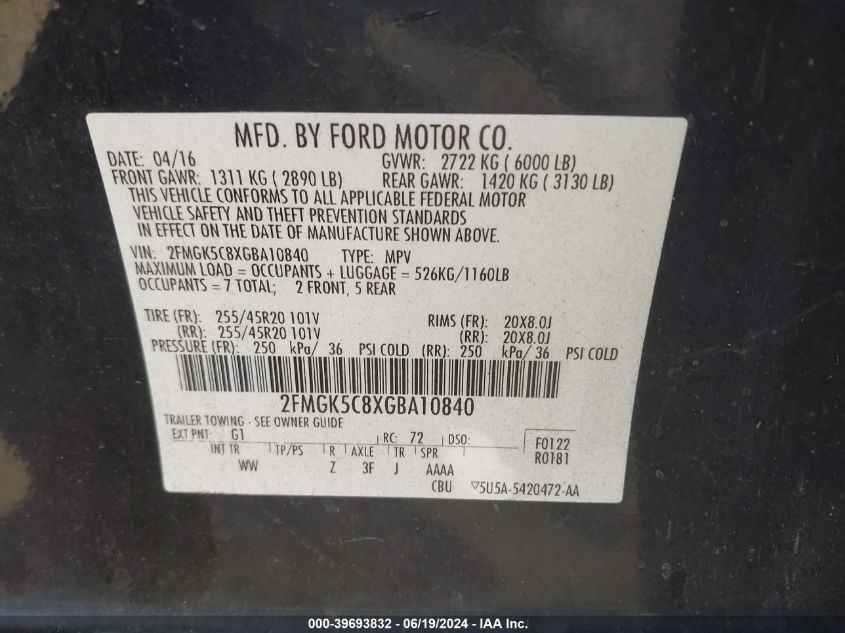 MFD. BY FORD MOTOR CO.
DATE: 04/16 GVWR: 2722 KG ( 6000 LB)
FRONT GAWR: 1311 KG ( 2890 LB) REAR GAWR: 1420 KG ( 3130 LB)
THIS VEHICLE CONFORMS TO ALL APPLICABLE FEDERAL MOTOR
VEHICLE SAFETY AND THEFT PREVENTION STANDARDS
IN EFFECT ON THE DATE OF MANUFACTURE SHOWN ABOVE.
VIN: 2FMGK5C8XGBA10840 TYPE: MPV
MAXIMUM LOAD = OCCUPANTS + LUGGAGE = 526KG/1160LB
OCCUPANTS = 7 TOTAL; 2 FRONT, 5 REAR
TIRE (FR): 255/45R20 101V RIMS (FR): 20X8.0J
(RR): 255/45R20 101V (RR): 20X8.0J
PRESSURE (FR): 250 kPa/ 36 PSI COLD (RR): 250 kPa/ 36 PSI COLD
2FMGK5C8XGBA10840
TRAILER TOWING - SEE OWNER GUIDE
EXT PNT: G1 RC: 72 DSO: F0122
R0181
INT TR TP/PS R AXLE TR SPR
WW Z 3F J AAAA
CBU ▽5U5A-5420472-AA
000-39693832 - 06/19/2024 - IAA Inc.